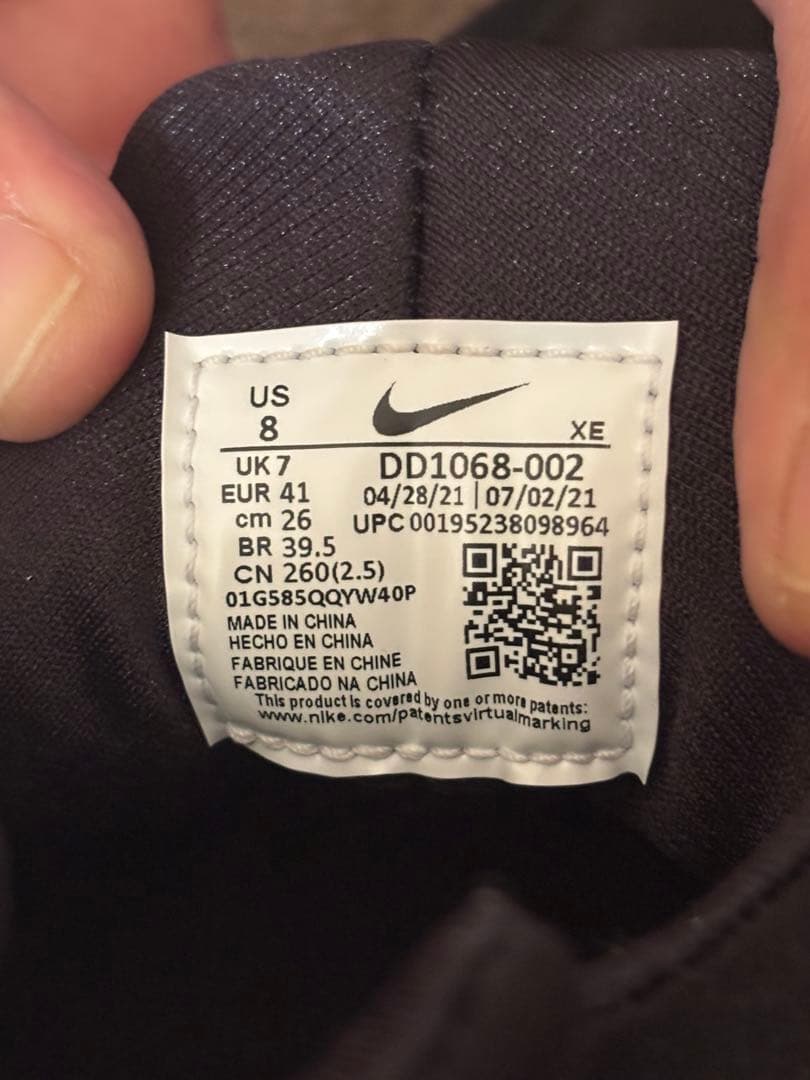 US
8
XE
UK 7
DD1068-002
EUR 41
04/28/21 | 07/02/21
cm 26
UPC 00195238098964
BR 39.5
CN 260(2.5)
01G585QQYW40P
MADE IN CHINA
HECHO EN CHINA
FABRIQUE EN CHINE
FABRICADO NA CHINA
This product is covered by one or more patents:
www.nike.com/patentsvirtualmarking